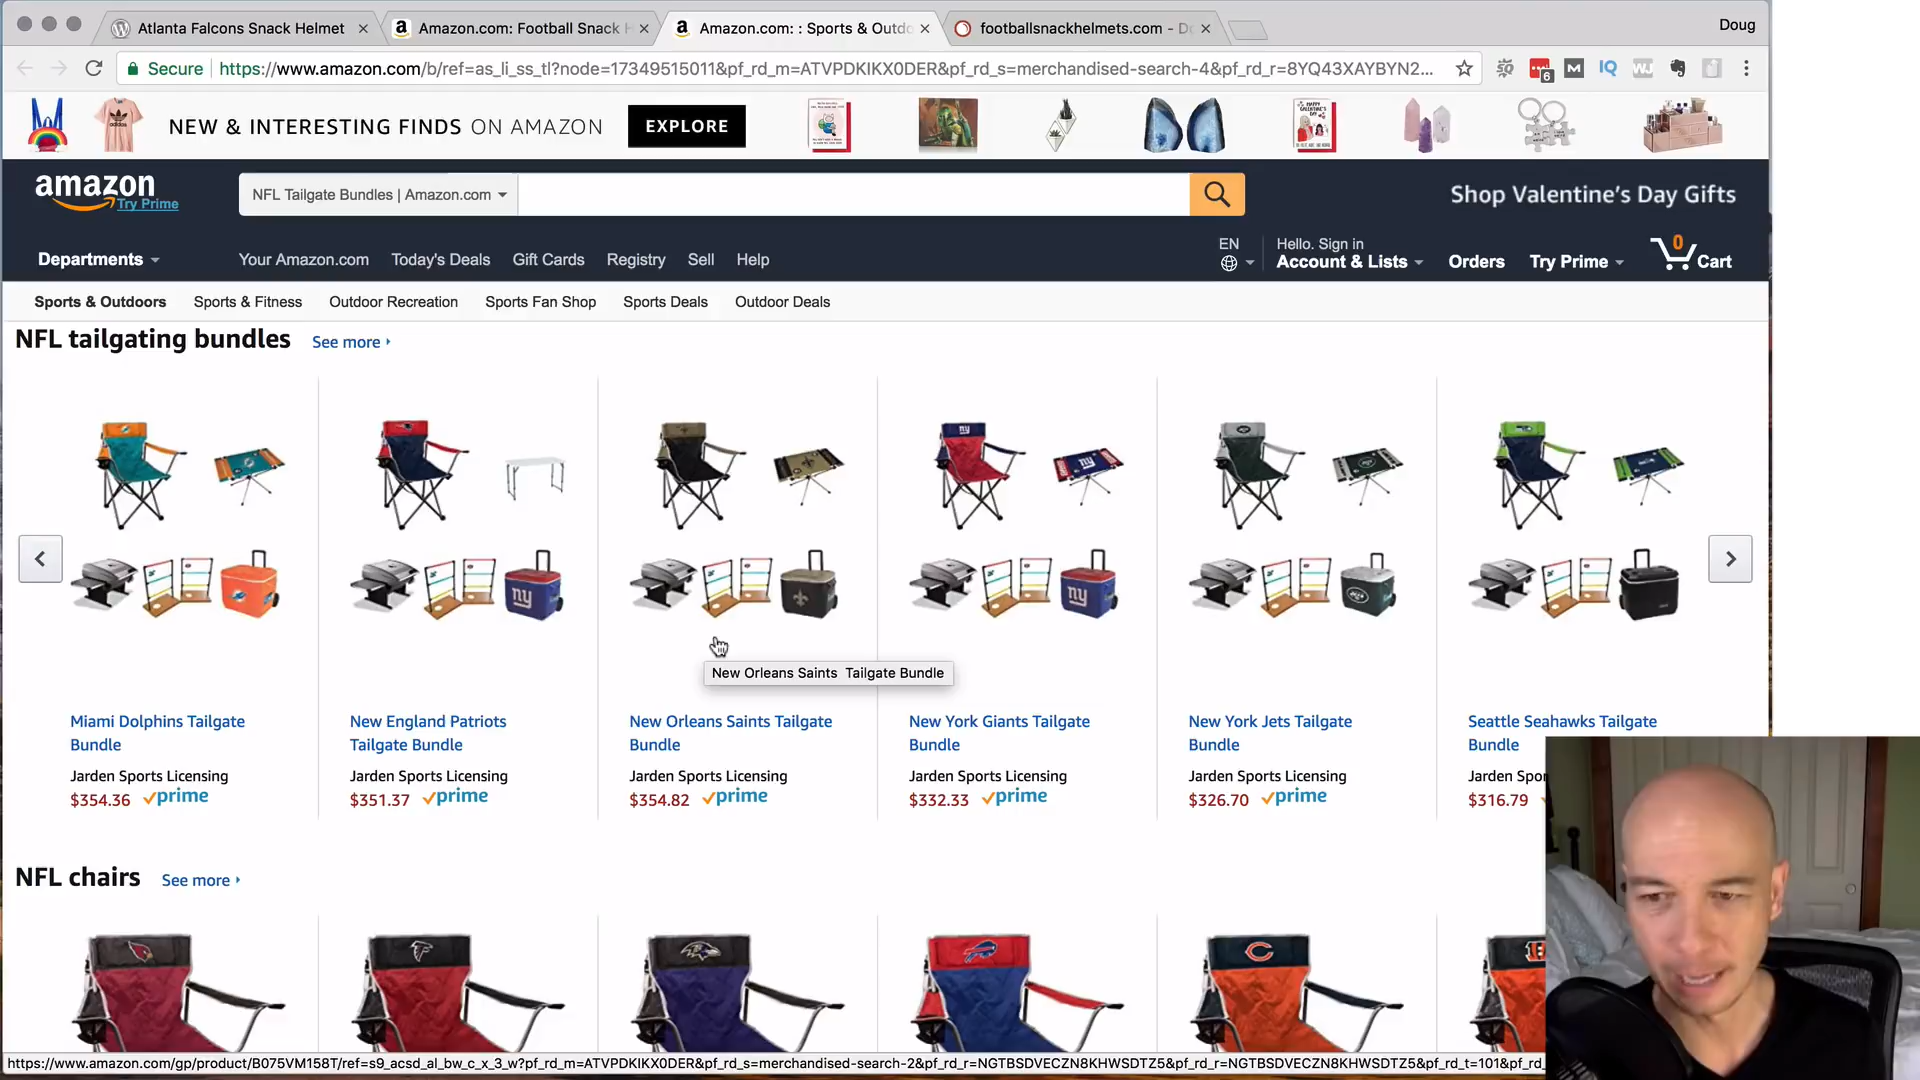 Atlanta Falcons Snack Helmet
Amazon.com: Football Snack H
Amazon.com: : Sports & Outdo
footballsnackhelmets.com - Do
Doug
Secure
https://www.amazon.com/b/ref=as_li_ss_tl?node=17349515011&pf_rd_m=ATVPDKIKX0DER&pf_rd_s=merchandised-search-4&pf_rd_r=8YQ43XAYBYN2...
NEW & INTERESTING FINDS ON AMAZON
EXPLORE
amazon
Try Prime
NFL Tailgate Bundles | Amazon.com
Shop Valentine's Day Gifts
Departments
Your Amazon.com
Today's Deals
Gift Cards
Registry
Sell
Help
EN
Hello. Sign in
Account & Lists
Orders
Try Prime
0
Cart
Sports & Outdoors
Sports & Fitness
Outdoor Recreation
Sports Fan Shop
Sports Deals
Outdoor Deals
NFL tailgating bundles
See more
New Orleans Saints Tailgate Bundle
Miami Dolphins Tailgate
Bundle
Jarden Sports Licensing
$354.36 prime
New England Patriots
Tailgate Bundle
Jarden Sports Licensing
$351.37 prime
New Orleans Saints Tailgate
Bundle
Jarden Sports Licensing
$354.82 prime
New York Giants Tailgate
Bundle
Jarden Sports Licensing
$332.33 prime
New York Jets Tailgate
Bundle
Jarden Sports Licensing
$326.70 prime
Seattle Seahawks Tailgate
Bundle
Jarden Spo
$316.79
NFL chairs
See more
https://www.amazon.com/gp/product/B075VM158T/ref=s9_acsd_al_bw_c_x_3_w?pf_rd_m=ATVPDKIKX0DER&pf_rd_s=merchandised-search-2&pf_rd_r=NGTBSDVECZN8KHWSDTZ5&pf_rd_r=NGTBSDVECZN8KHWSDTZ5&pf_rd_t=101&pf_rd